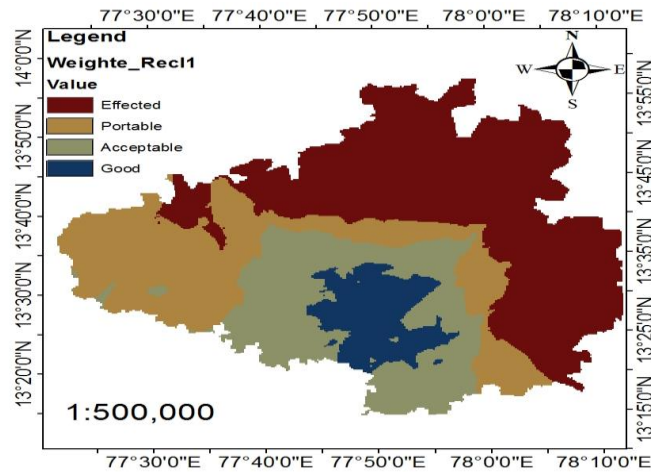 77°30'0"E 77°40'0"E 77°50'0"E 78°0'0"E 78°10'0"E
Legend
Weighte_Recl1
Value
Effected
Portable
Acceptable
Good
N
W E
S
14°0'0"N
13°50'0"N
13°40'0"N
13°30'0"N
13°20'0"N
13°55'0"N
13°45'0"N
13°35'0"N
13°25'0"N
13°15'0"N
1:500,000
77°30'0"E 77°40'0"E 77°50'0"E 78°0'0"E 78°10'0"E